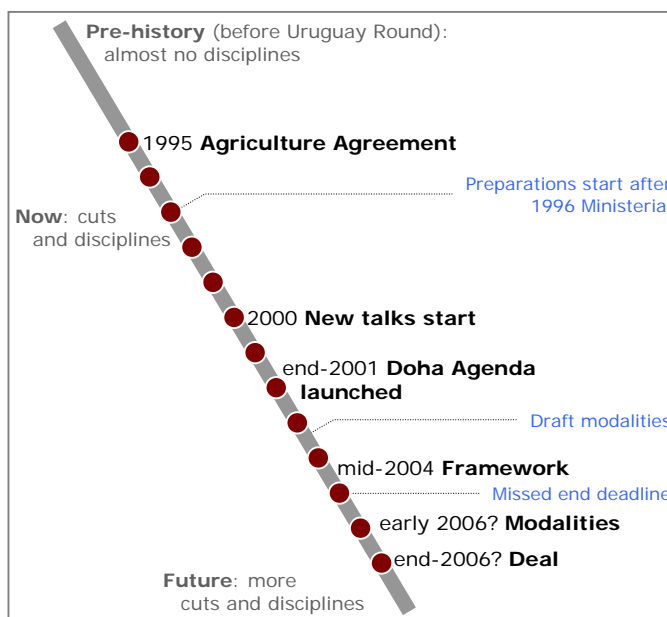 Pre-history (before Uruguay Round):
almost no disciplines
1995 Agriculture Agreement
Preparations start after
1996 Ministeria
Now: cuts
and disciplines
2000 New talks start
end-2001 Doha Agenda
launched
Draft modalities
mid-2004 Framework
Missed end deadline
early 2006? Modalities
end-2006? Deal
Future: more
cuts and disciplines